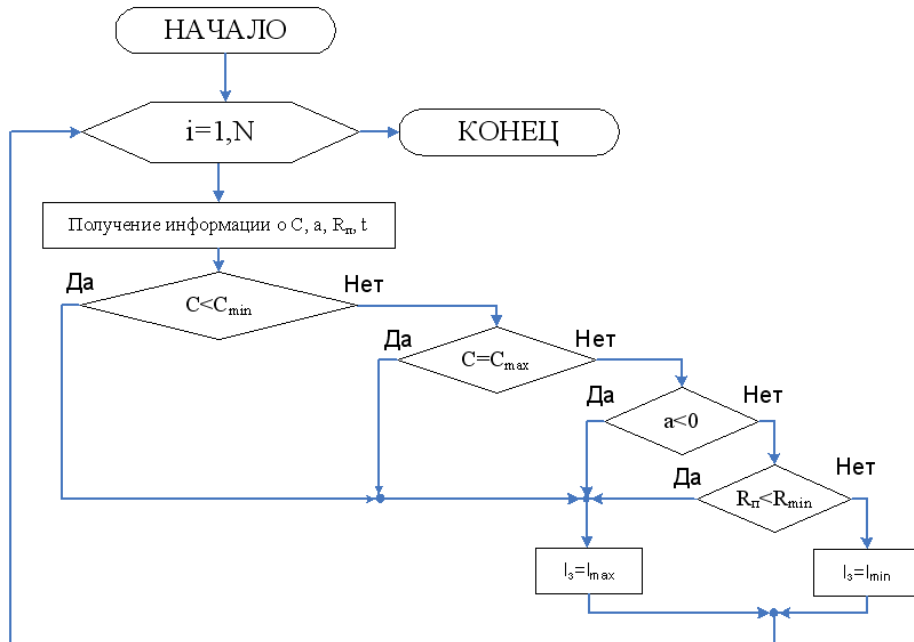 НАЧАЛО
i=1,N
КОНЕЦ
Получение информации о C, a, Rп, t
Да
Нет
C<Cmin
Да
Нет
C=Cmax
Да
Нет
a<0
Да
Нет
Rп<Rmin
Iз=Imax
Iз=Imin